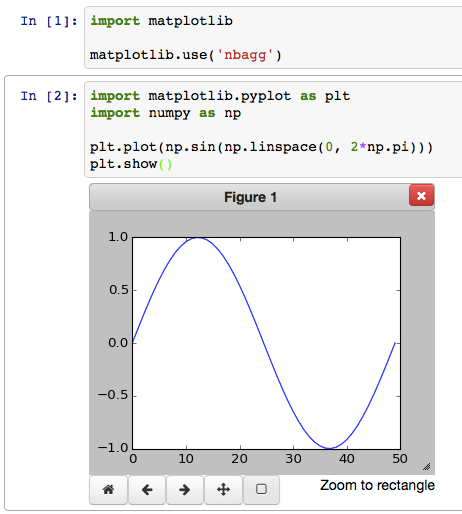 In [1]: import matplotlib
matplotlib.use('nbagg')
In [2]: import matplotlib.pyplot as plt
import numpy as np
plt.plot(np.sin(np.linspace(0, 2*np.pi)))
plt.show()
Figure 1
1.0
0.5
0.0
−0.5
−1.0
0 10 20 30 40 50
Zoom to rectangle